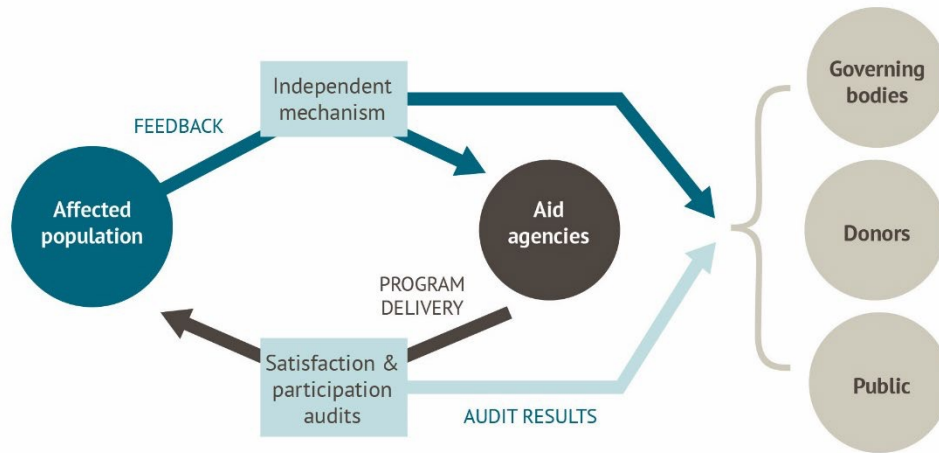 Independent
mechanism
FEEDBACK
Affected
population
Aid
agencies
PROGRAM
DELIVERY
Satisfaction &
participation
audits
AUDIT RESULTS
Governing
bodies
Donors
Public